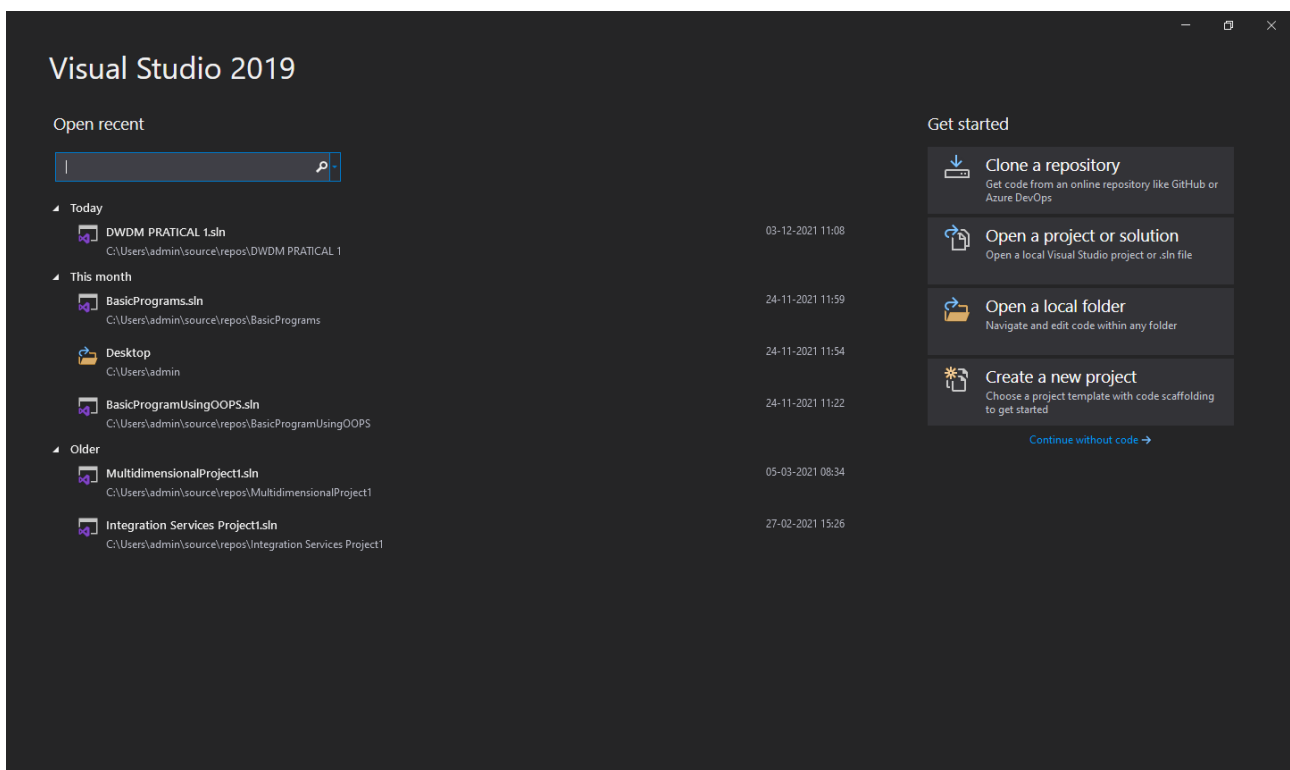 Visual Studio 2019
Open recent
Today
DWDM PRATICAL 1.sln
03-12-2021 11:08
C:\Users\admin\source\repos\DWDM PRATICAL 1
This month
BasicPrograms.sln
24-11-2021 11:59
C:\Users\admin\source\repos\BasicPrograms
Desktop
24-11-2021 11:54
C:\Users\admin
BasicProgramUsingOOPS.sln
24-11-2021 11:22
C:\Users\admin\source\repos\BasicProgramUsingOOPS
Older
MultidimensionalProject1.sln
05-03-2021 08:34
C:\Users\admin\source\repos\MultidimensionalProject1
Integration Services Project1.sln
27-02-2021 15:26
C:\Users\admin\source\repos\Integration Services Project1
Get started
Clone a repository
Get code from an online repository like GitHub or
Azure DevOps
Open a project or solution
Open a local Visual Studio project or .sln file
Open a local folder
Navigate and edit code within any folder
Create a new project
Choose a project template with code scaffolding
to get started
Continue without code →